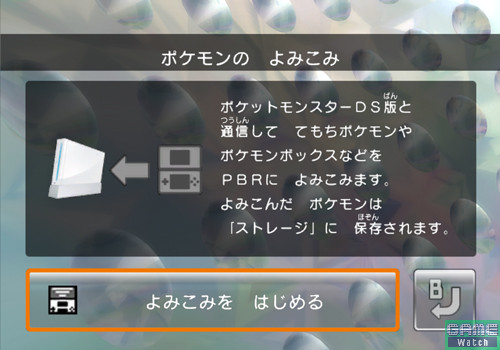 ポケモンの　よみこみ
ポケットモンスターＤＳ版と
通信して　てもちポケモンや
ポケモンボックスなどを
ＰＢＲに　よみこみます。
よみこんだ　ポケモンは
「ストレージ」に　保存されます。
よみこみを　はじめる
B
GAME
Watch